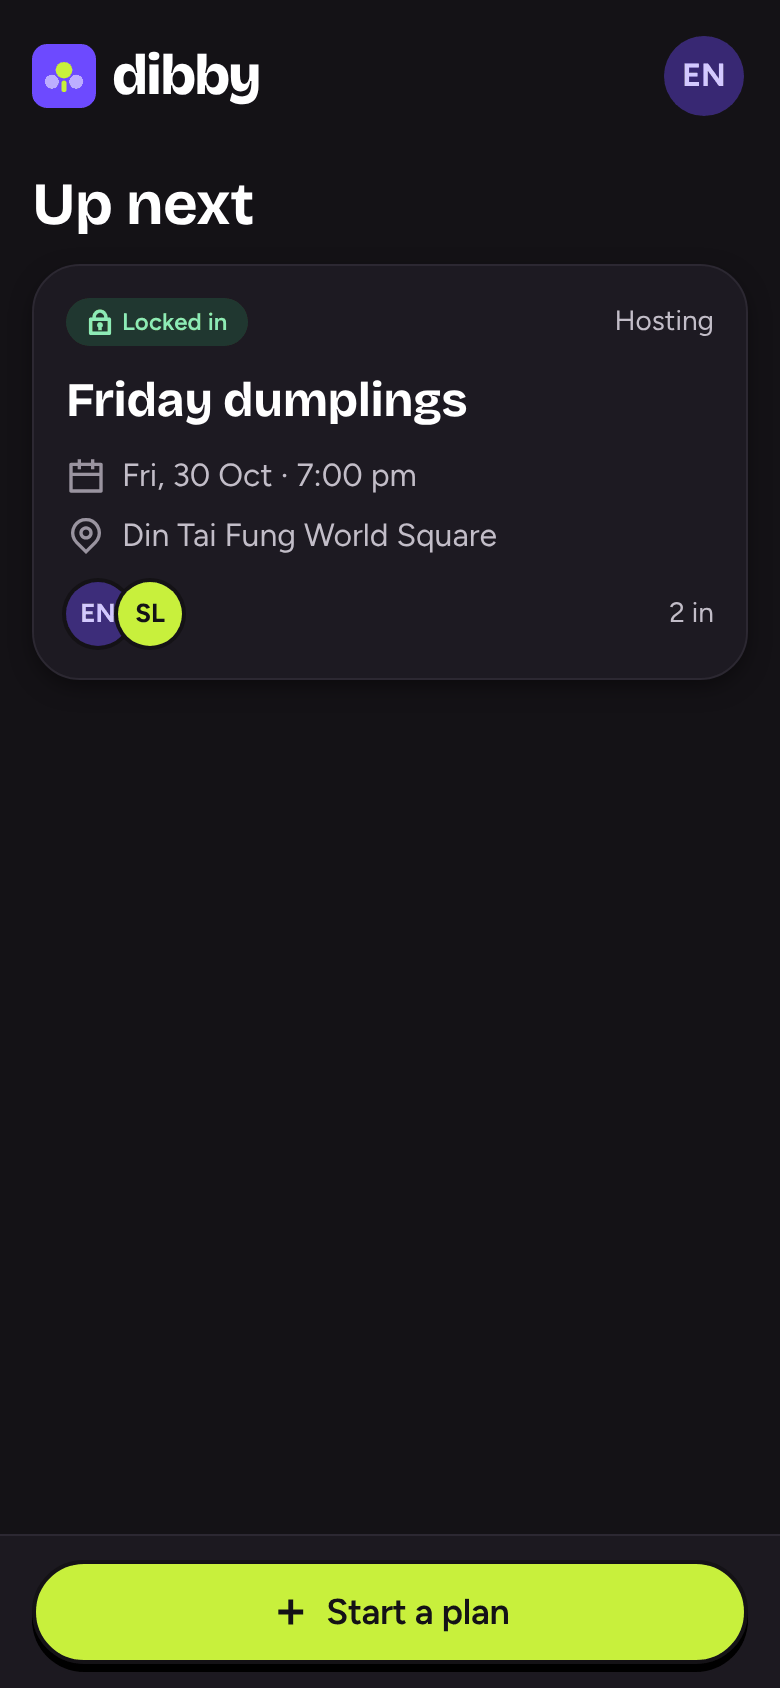 dibby
EN
Up next
Locked in
Hosting
Friday dumplings
Fri, 30 Oct · 7:00 pm
Din Tai Fung World Square
EN
SL
2 in
+ Start a plan